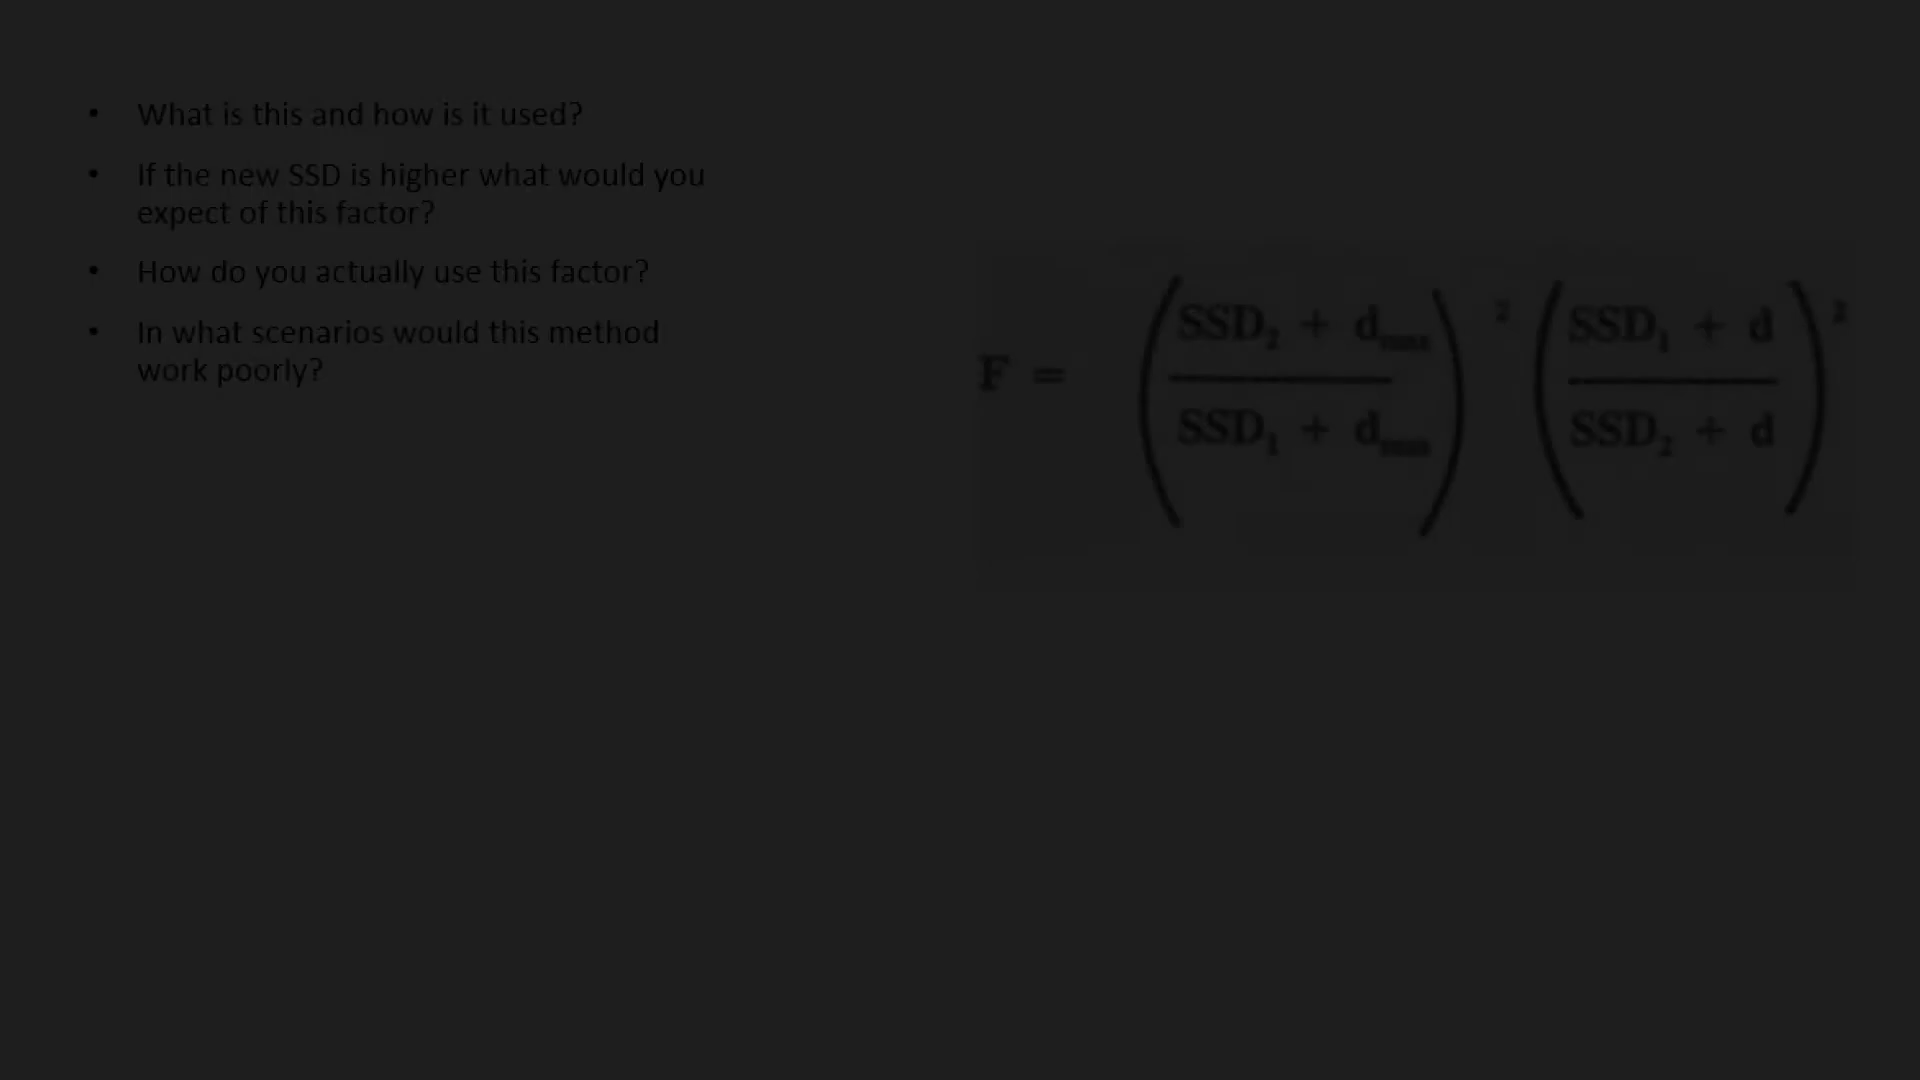 • What is this and how is it used?
• If the new SSD is higher what would you
expect of this factor?
• How do you actually use this factor?
• In what scenarios would this method
work poorly?
F = ( SSD₂ + dmax / SSD₁ + dmax )² ( SSD₁ + d / SSD₂ + d )²